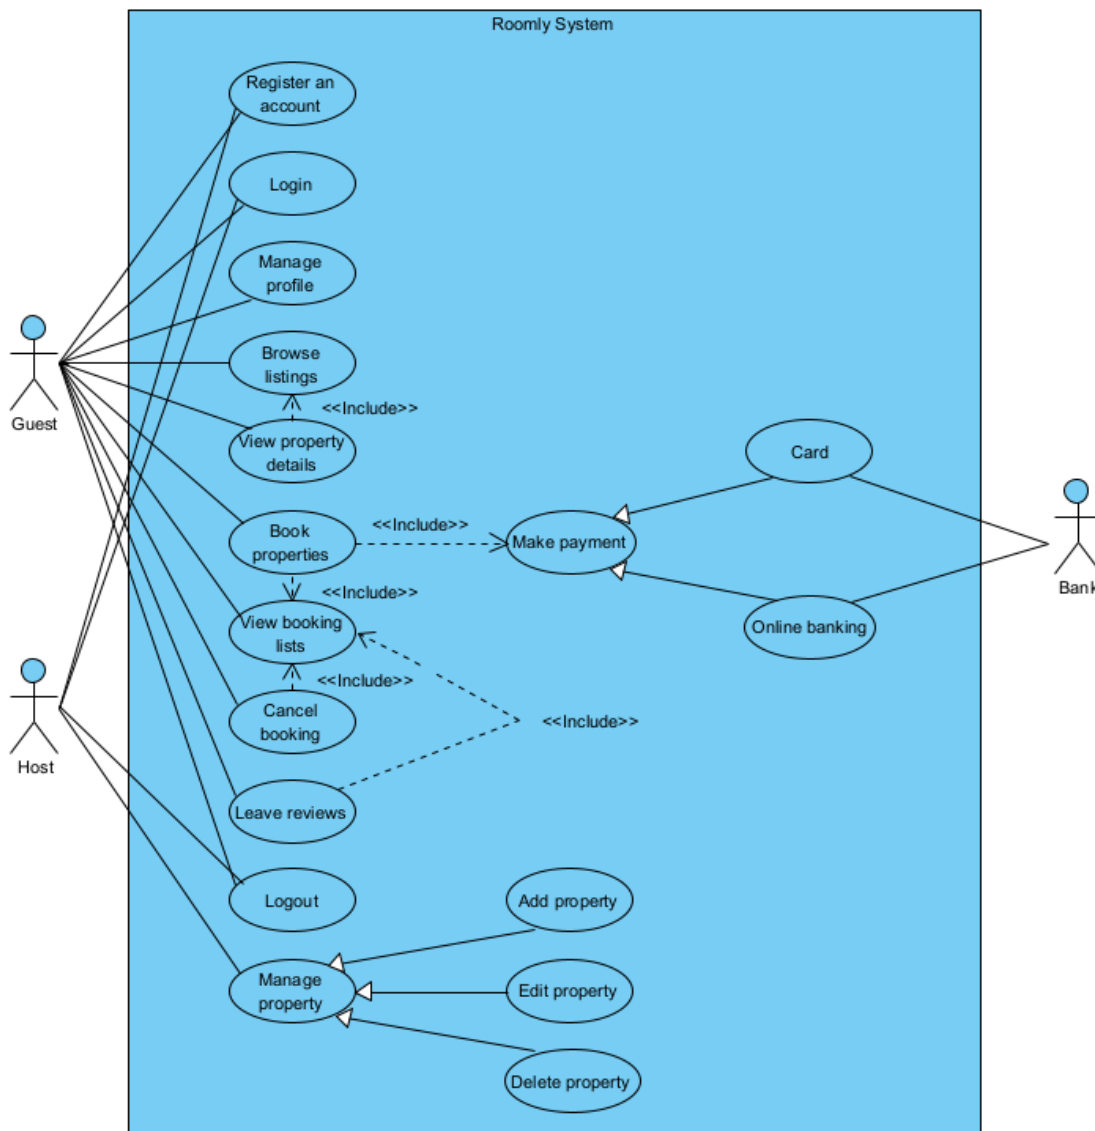 Roomly System
Register an
account
Login
Manage
profile
Browse
listings
<<Include>>
View property
details
Guest
Card
Book
properties
<<Include>>
Make payment
Bank
<<Include>>
View booking
lists
Online banking
<<Include>>
Cancel
booking
<<Include>>
Host
Leave reviews
Logout
Add property
Manage
property
Edit property
Delete property